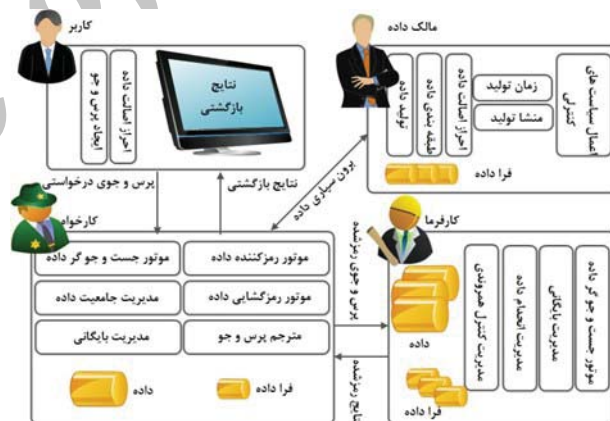 مالک داده
اعمال سیاست های
کنترلی
زمان تولید
منشا تولید
احراز اصالت داده
طبقه بندی داده
تولید داده
فرا داده
کاربر
نتایج
بازگشتی
احراز اصالت داده
ایجاد پرس و جو
پرس و جوی درخواستی
نتایج بازگشتی
برون سپاری داده
کارفرما
موتور جست و جو گر داده
مدیریت بایگانی
مدیریت انحدام داده
مدیریت کنترل همروندی
داده
فرا داده
پرس و جوی رمزشده
نتایج رمزشده
کارخواه
موتور رمزکننده داده
موتور جست و جو گر داده
موتور رمزگشایی داده
مدیریت جامعیت داده
مترجم پرس و جو
مدیریت بایگانی
فرا داده
داده